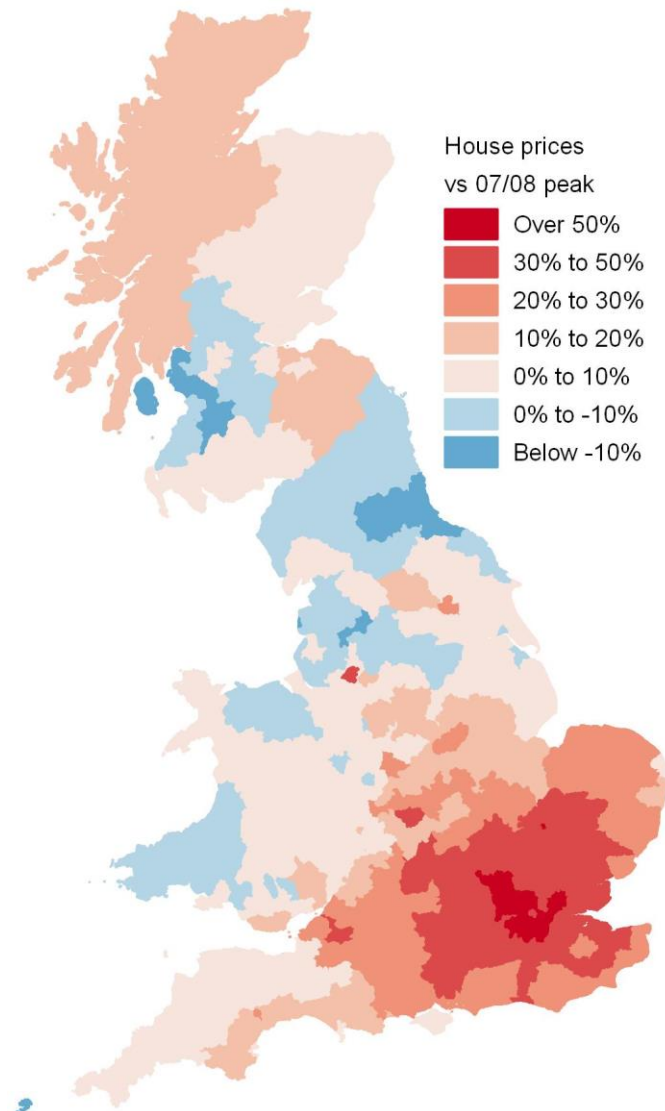 House prices
vs 07/08 peak
Over 50%
30% to 50%
20% to 30%
10% to 20%
0% to 10%
0% to -10%
Below -10%